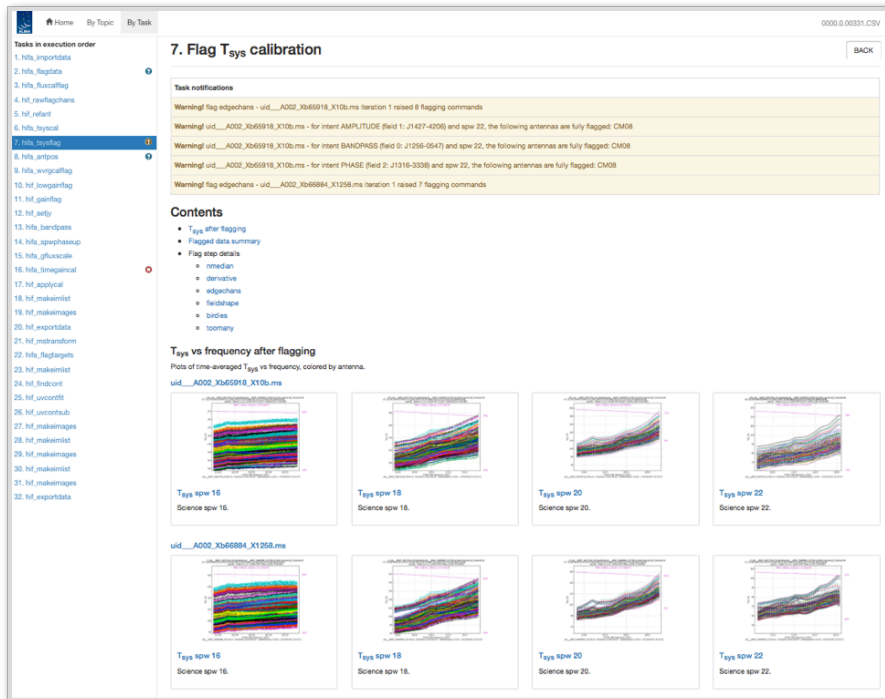 Home By Topic By Task 0000.0.00331.CSV
Tasks in execution order
1. hifa_importdata
2. hifa_flagdata
3. hifa_fluxcalflag
4. hif_rawflagchans
5. hif_refant
6. hifa_tsyscal
7. hifa_tsysflag
8. hifa_antpos
9. hifa_wvrgcalflag
10. hif_lowgainflag
11. hif_gainflag
12. hif_setjy
13. hifa_bandpass
14. hifa_spwphaseup
15. hifa_gfluxscale
16. hifa_timegaincal
17. hif_applycal
18. hif_makeimlist
19. hif_makeimages
20. hif_exportdata
21. hif_mstransform
22. hifa_flagtargets
23. hif_makeimlist
24. hif_findcont
25. hif_uvcontfit
26. hif_uvcontsub
27. hif_makeimages
28. hif_makeimlist
29. hif_makeimages
30. hif_makeimlist
31. hif_makeimages
32. hif_exportdata
7. Flag Tsys calibration
BACK
Task notifications
Warning! flag edgechans - uid___A002_Xb65918_X10b.ms iteration 1 raised 8 flagging commands
Warning! uid___A002_Xb65918_X10b.ms - for intent AMPLITUDE (field 1: J1427-4206) and spw 22, the following antennas are fully flagged: CM08
Warning! uid___A002_Xb65918_X10b.ms - for intent BANDPASS (field 0: J1256-0547) and spw 22, the following antennas are fully flagged: CM08
Warning! uid___A002_Xb65918_X10b.ms - for intent PHASE (field 2: J1316-3338) and spw 22, the following antennas are fully flagged: CM08
Warning! flag edgechans - uid___A002_Xb66884_X1258.ms iteration 1 raised 7 flagging commands
Contents
Tsys after flagging
Flagged data summary
Flag step details
nmedian
derivative
edgechans
fieldshape
birdies
toomany
Tsys vs frequency after flagging
Plots of time-averaged Tsys vs frequency, colored by antenna.
uid___A002_Xb65918_X10b.ms
Tsys spw 16 Tsys spw 18 Tsys spw 20 Tsys spw 22
Science spw 16. Science spw 18. Science spw 20. Science spw 22.
uid___A002_Xb66884_X1258.ms
Tsys spw 16 Tsys spw 18 Tsys spw 20 Tsys spw 22
Science spw 16. Science spw 18. Science spw 20. Science spw 22.